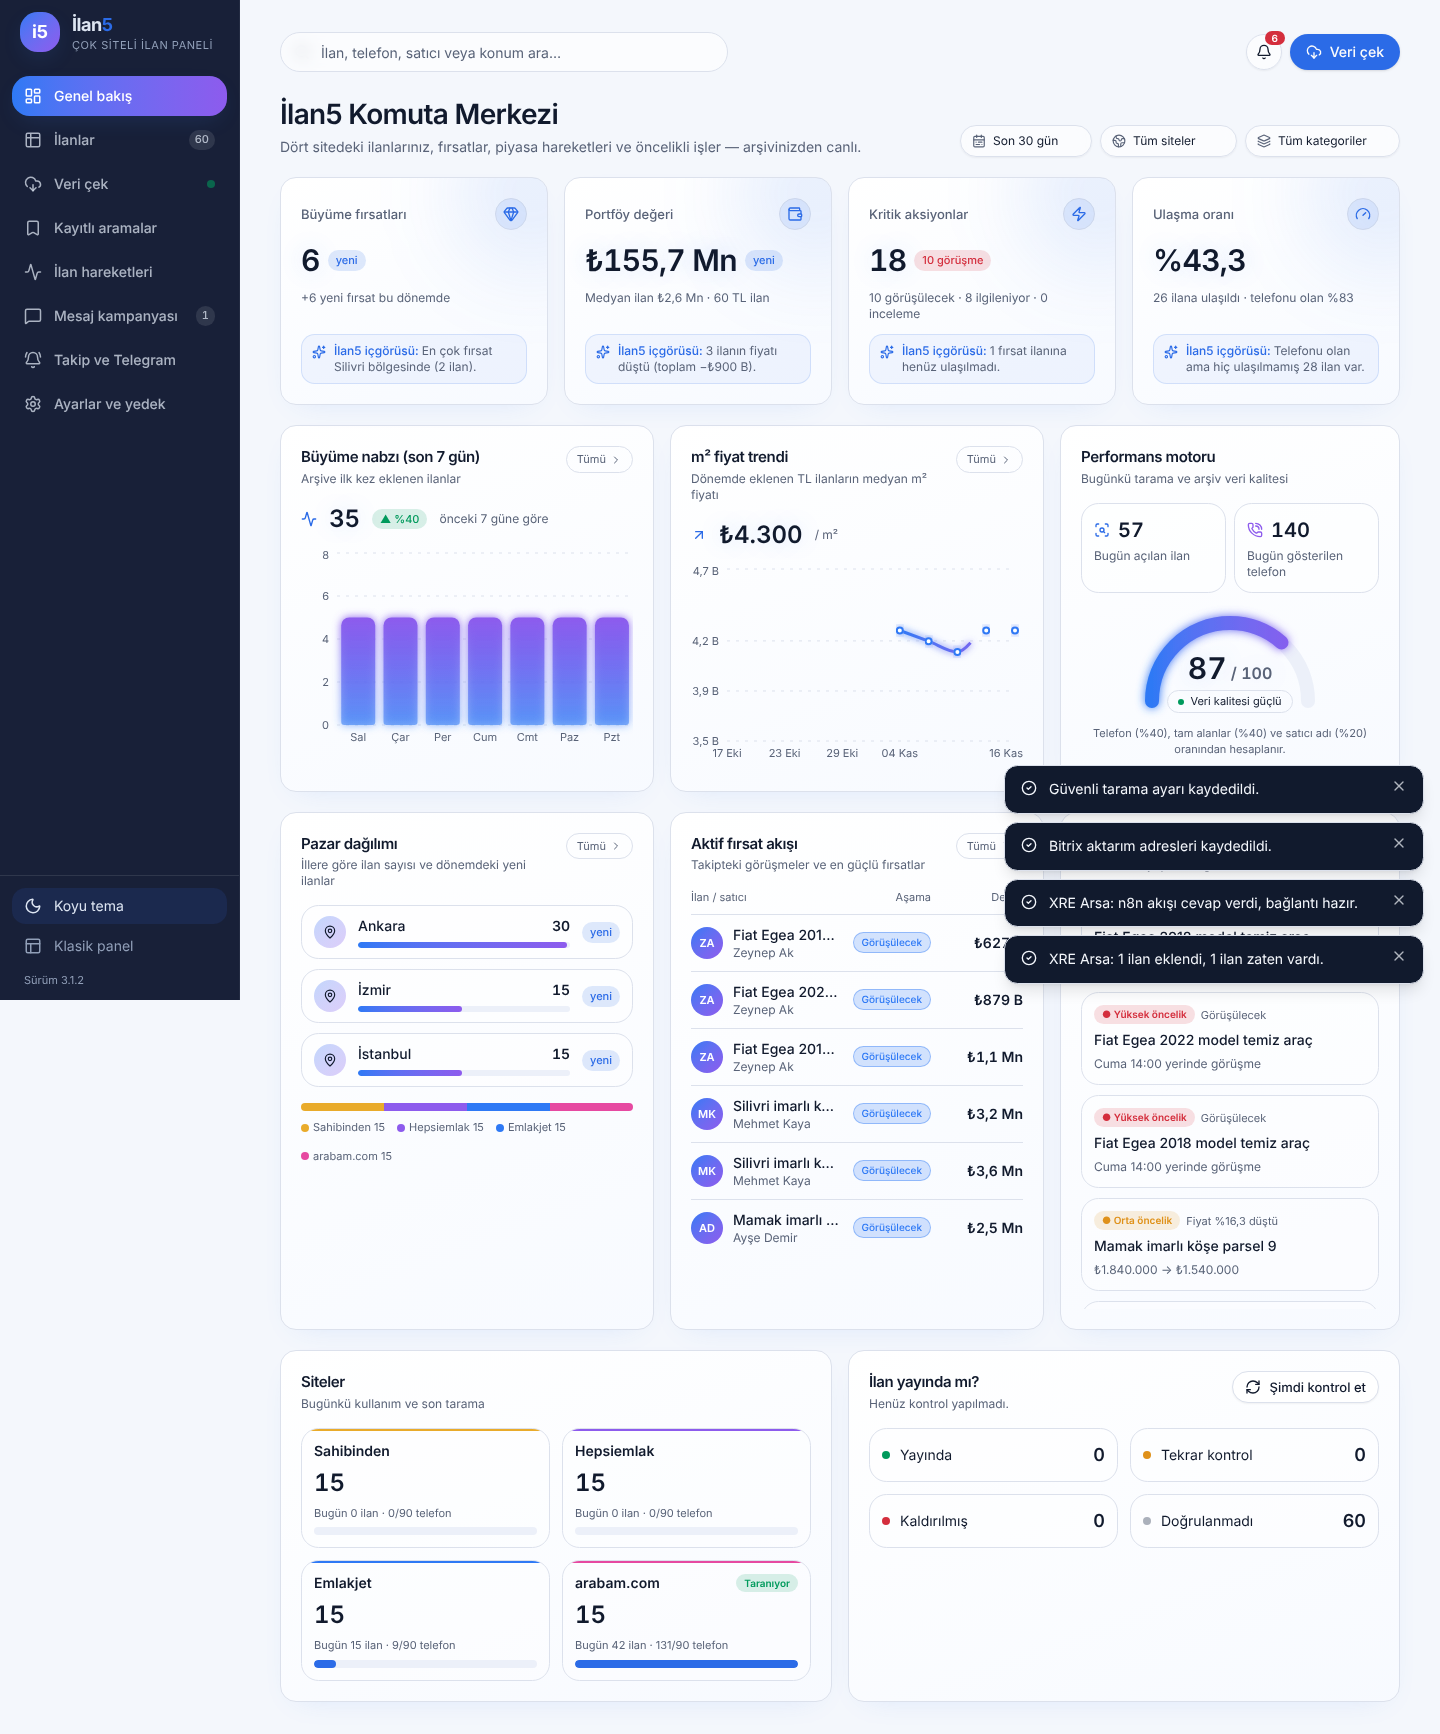 i5
İlan5
ÇOK SİTELİ İLAN PANELİ
Genel bakış
İlanlar 60
Veri çek
Kayıtlı aramalar
İlan hareketleri
Mesaj kampanyası 1
Takip ve Telegram
Ayarlar ve yedek
Koyu tema
Klasik panel
Sürüm 3.1.2
İlan, telefon, satıcı veya konum ara...
6
Veri çek
İlan5 Komuta Merkezi
Dört sitedeki ilanlarınız, fırsatlar, piyasa hareketleri ve öncelikli işler — arşivinizden canlı.
Son 30 gün
Tüm siteler
Tüm kategoriler
Büyüme fırsatları
6 yeni
+6 yeni fırsat bu dönemde
İlan5 içgörüsü: En çok fırsat
Silivri bölgesinde (2 ilan).
Portföy değeri
₺155,7 Mn yeni
Medyan ilan ₺2,6 Mn · 60 TL ilan
İlan5 içgörüsü: 3 ilanın fiyatı
düştü (toplam −₺900 B).
Kritik aksiyonlar
18 10 görüşme
10 görüşülecek · 8 ilgileniyor · 0
inceleme
İlan5 içgörüsü: 1 fırsat ilanına
henüz ulaşılmadı.
Ulaşma oranı
%43,3
26 ilana ulaşıldı · telefonu olan %83
İlan5 içgörüsü: Telefonu olan
ama hiç ulaşılmamış 28 ilan var.
Büyüme nabzı (son 7 gün)
Tümü
Arşive ilk kez eklenen ilanlar
35 ▲ %40 önceki 7 güne göre
8
6
4
2
0
Sal Çar Per Cum Cmt Paz Pzt
m² fiyat trendi
Tümü
Dönemde eklenen TL ilanların medyan m²
fiyatı
₺4.300 / m²
4,7 B
4,2 B
3,9 B
3,5 B
17 Eki 23 Eki 29 Eki 04 Kas 16 Kas
Performans motoru
Bugünkü tarama ve arşiv veri kalitesi
57
Bugün açılan ilan
140
Bugün gösterilen
telefon
87 / 100
Veri kalitesi güçlü
Telefon (%40), tam alanlar (%40) ve satıcı adı (%20)
oranından hesaplanır.
Güvenli tarama ayarı kaydedildi.
Bitrix aktarım adresleri kaydedildi.
XRE Arsa: n8n akışı cevap verdi, bağlantı hazır.
XRE Arsa: 1 ilan eklendi, 1 ilan zaten vardı.
Pazar dağılımı
Tümü
İllere göre ilan sayısı ve dönemdeki yeni
ilanlar
Ankara 30 yeni
İzmir 15 yeni
İstanbul 15 yeni
Sahibinden 15 Hepsiemlak 15 Emlakjet 15
arabam.com 15
Aktif fırsat akışı
Tümü
Takipteki görüşmeler ve en güçlü fırsatlar
İlan / satıcı Aşama
ZA Fiat Egea 201... Görüşülecek ₺627
Zeynep Ak
ZA Fiat Egea 202... Görüşülecek ₺879 B
Zeynep Ak
ZA Fiat Egea 201... Görüşülecek ₺1,1 Mn
Zeynep Ak
MK Silivri imarlı k... Görüşülecek ₺3,2 Mn
Mehmet Kaya
MK Silivri imarlı k... Görüşülecek ₺3,6 Mn
Mehmet Kaya
AD Mamak imarlı ... Görüşülecek ₺2,5 Mn
Ayşe Demir
Yüksek öncelik Görüşülecek
Fiat Egea 2022 model temiz araç
Cuma 14:00 yerinde görüşme
Yüksek öncelik Görüşülecek
Fiat Egea 2018 model temiz araç
Cuma 14:00 yerinde görüşme
Orta öncelik Fiyat %16,3 düştü
Mamak imarlı köşe parsel 9
₺1.840.000 → ₺1.540.000
Siteler
Bugünkü kullanım ve son tarama
Sahibinden
15
Bugün 0 ilan · 0/90 telefon
Hepsiemlak
15
Bugün 0 ilan · 0/90 telefon
Emlakjet
15
Bugün 15 ilan · 9/90 telefon
arabam.com Taranıyor
15
Bugün 42 ilan · 131/90 telefon
İlan yayında mı?
Henüz kontrol yapılmadı.
Şimdi kontrol et
Yayında 0
Tekrar kontrol 0
Kaldırılmış 0
Doğrulanmadı 60